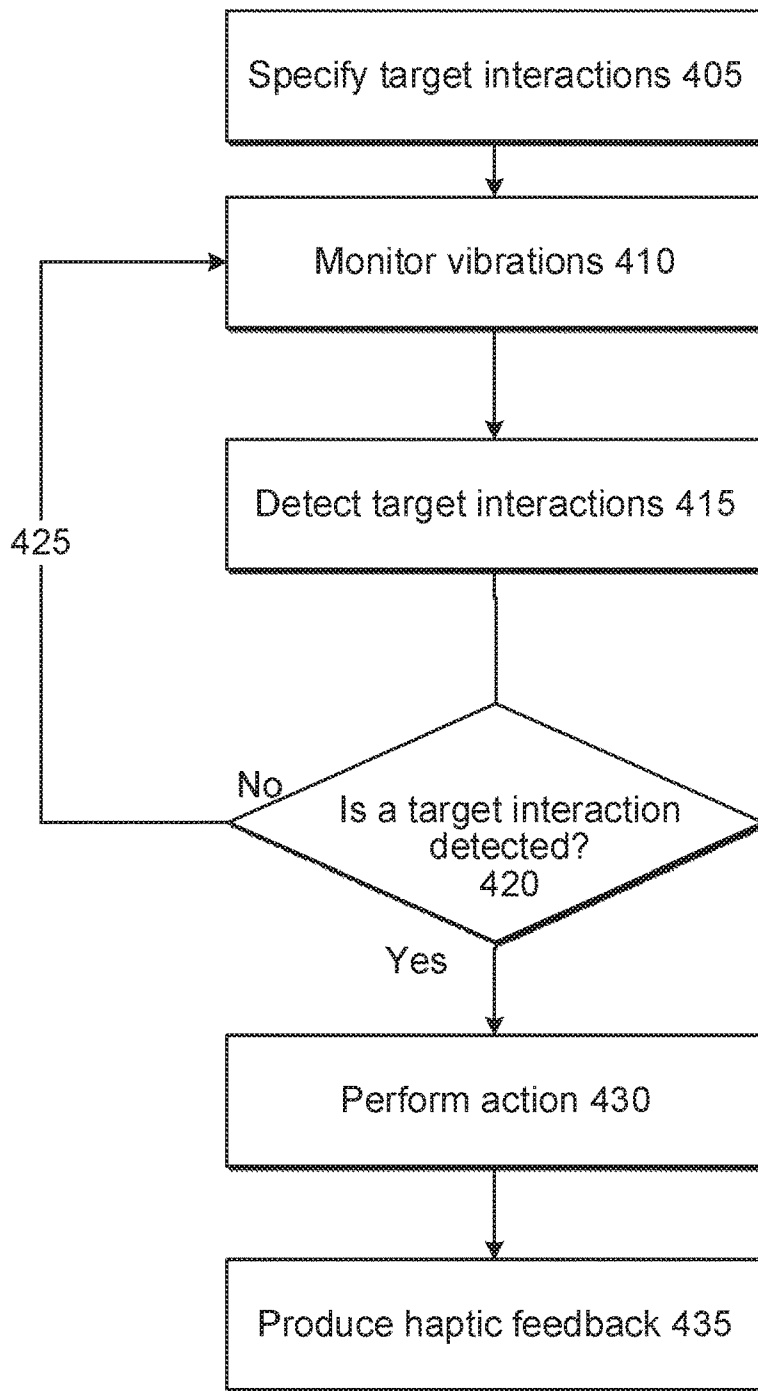 Specify target interactions 405
Monitor vibrations 410
Detect target interactions 415
425
No
Is a target interaction
detected?
420
Yes
Perform action 430
Produce haptic feedback 435